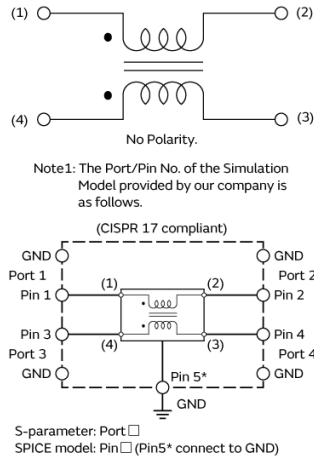 (1) (2)
(4) (3)
No Polarity.
Note1: The Port/Pin No. of the Simulation
Model provided by our company is
as follows.
(CISPR 17 compliant)
GND GND
Port 1 Port 2
Pin 1 (1) (2) Pin 2
Pin 3 (4) (3) Pin 4
Port 3 Port 4
GND GND
Pin 5*
GND
S-parameter: Port□
SPICE model: Pin□ (Pin5* connect to GND)